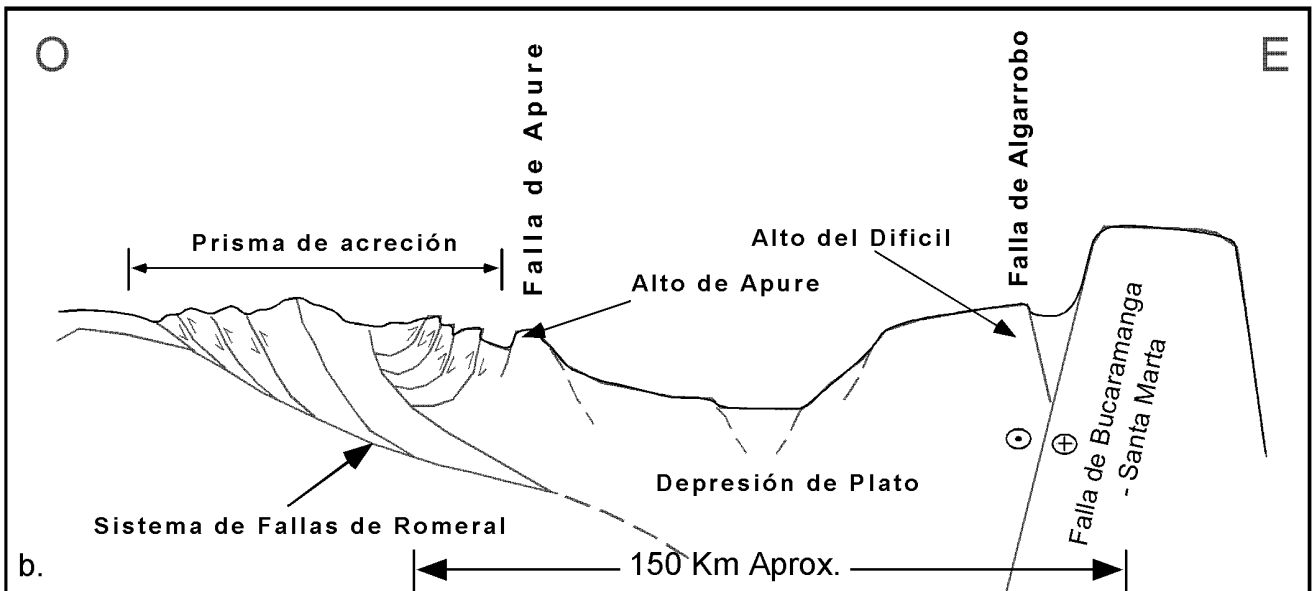 O
E
Falla de Apure
Falla de Algarrobo
Prisma de acreción
Alto del Dificil
Alto de Apure
Falla de Bucaramanga
- Santa Marta
Depresión de Plato
Sistema de Fallas de Romeral
b.
150 Km Aprox.